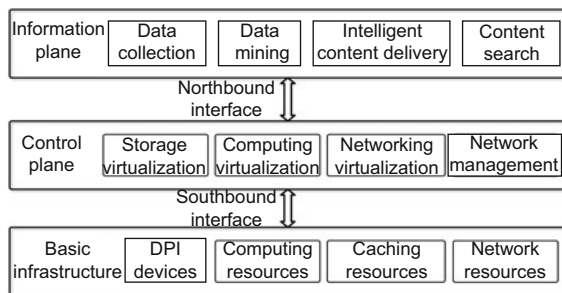 Information plane
Data collection
Data mining
Intelligent content delivery
Content search
Northbound interface
Control plane
Storage virtualization
Computing virtualization
Networking virtualization
Network management
Southbound interface
Basic infrastructure
DPI devices
Computing resources
Caching resources
Network resources